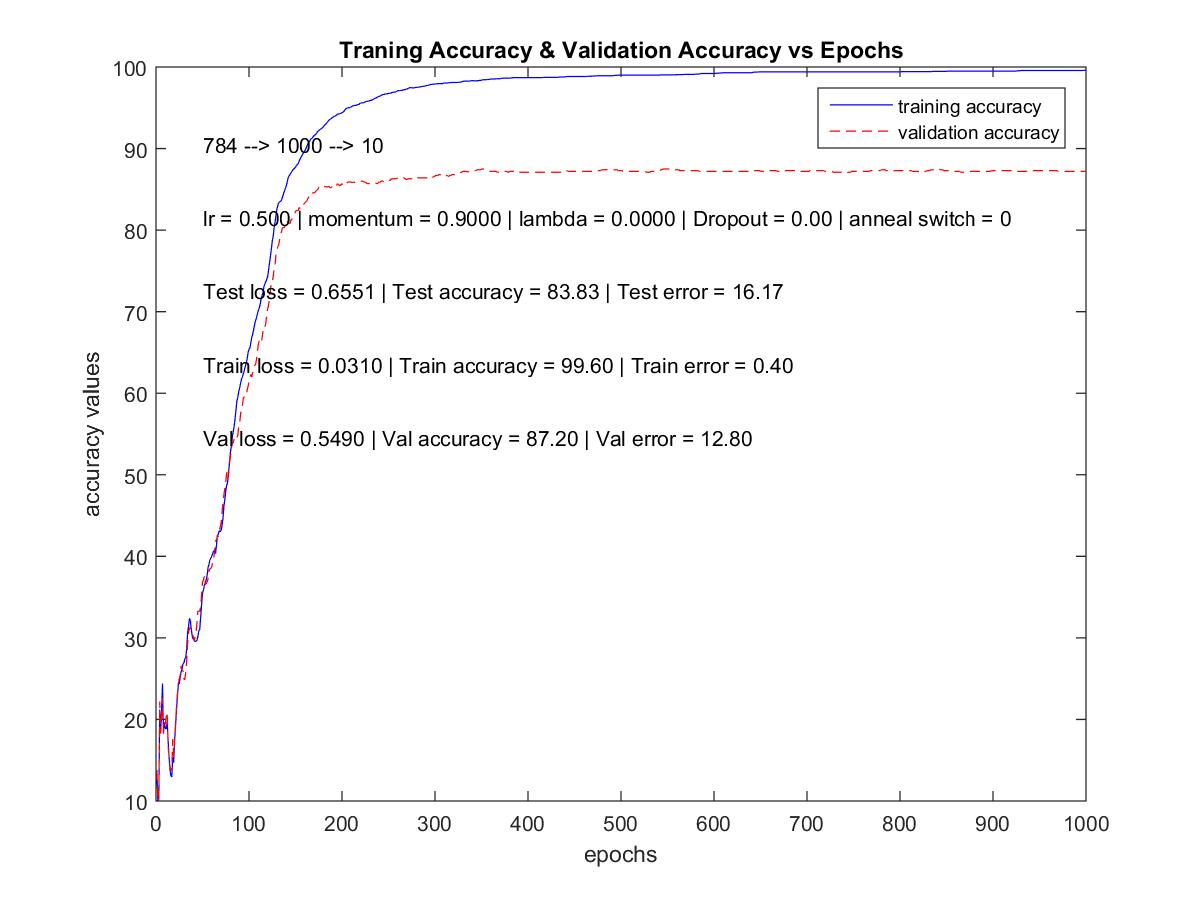 Traning Accuracy & Validation Accuracy vs Epochs
100
90
80
70
60
50
40
30
20
10
accuracy values
training accuracy
validation accuracy
784 --> 1000 --> 10
lr = 0.500 | momentum = 0.9000 | lambda = 0.0000 | Dropout = 0.00 | anneal switch = 0
Test loss = 0.6551 | Test accuracy = 83.83 | Test error = 16.17
Train loss = 0.0310 | Train accuracy = 99.60 | Train error = 0.40
Val loss = 0.5490 | Val accuracy = 87.20 | Val error = 12.80
0 100 200 300 400 500 600 700 800 900 1000
epochs